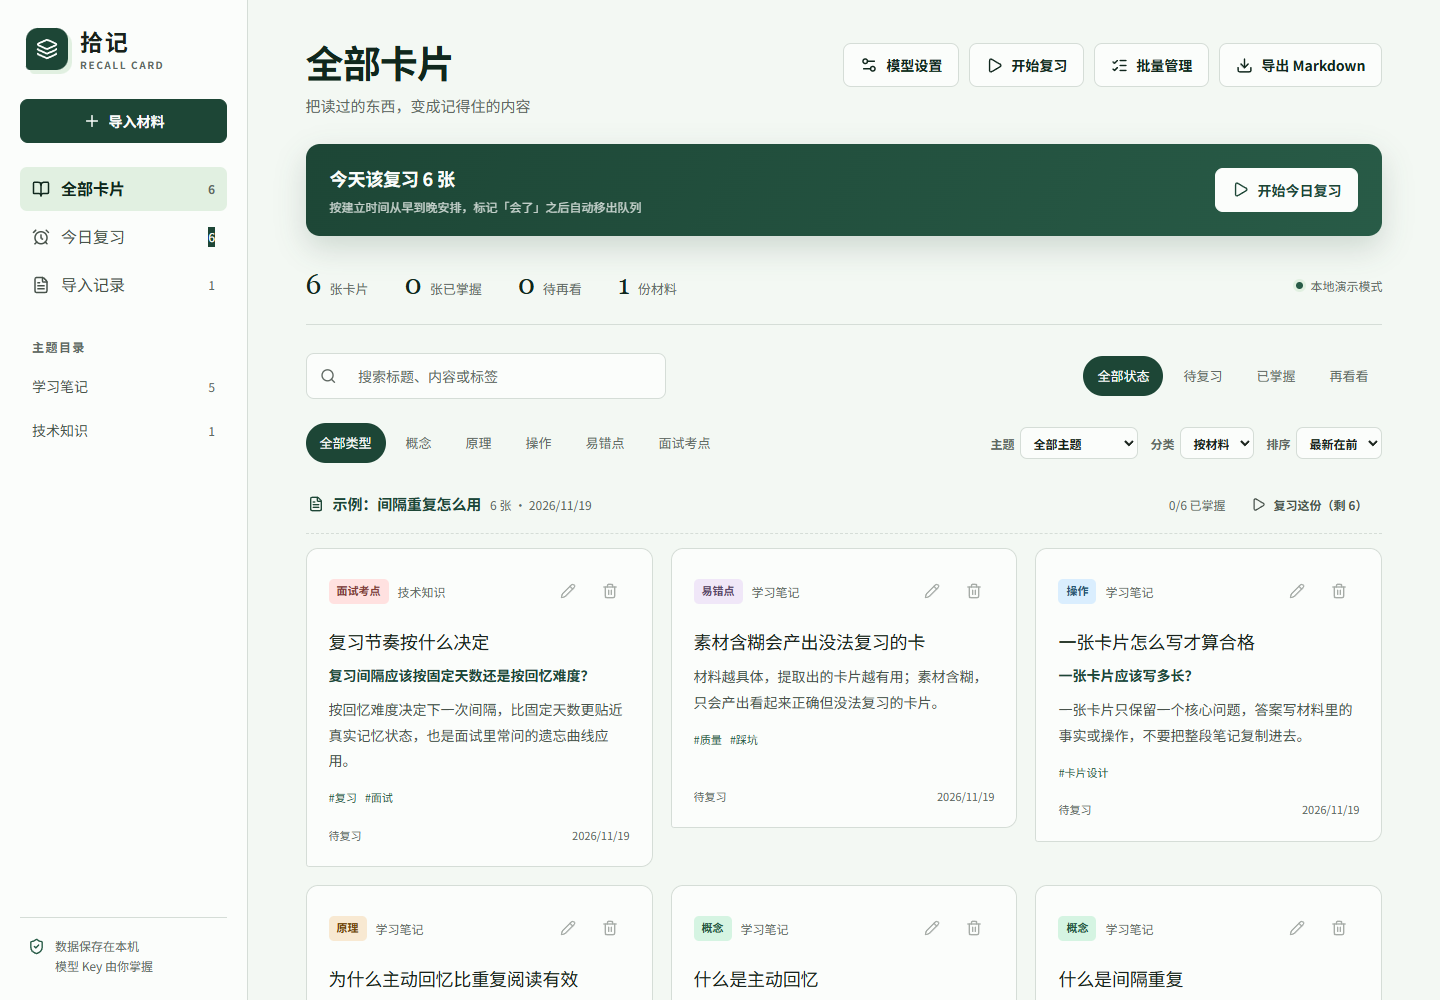 拾记
RECALL CARD
导入材料
全部卡片 6
今日复习 6
导入记录 1
主题目录
学习笔记 5
技术知识 1
数据保存在本机
模型 Key 由你掌握
全部卡片
把读过的东西，变成记得住的内容
模型设置
开始复习
批量管理
导出 Markdown
今天该复习 6 张
按建立时间从早到晚安排，标记「会了」之后自动移出队列
开始今日复习
6 张卡片 0 张已掌握 0 待再看 1 份材料
本地演示模式
搜索标题、内容或标签
全部状态 待复习 已掌握 再看看
全部类型 概念 原理 操作 易错点 面试考点
主题 全部主题 分类 按材料 排序 最新在前
示例：间隔重复怎么用 6 张 · 2026/11/19
0/6 已掌握 复习这份（剩 6）
面试考点 技术知识
复习节奏按什么决定
复习间隔应该按固定天数还是按回忆难度？
按回忆难度决定下一次间隔，比固定天数更贴近
真实记忆状态，也是面试里常问的遗忘曲线应
用。
#复习 #面试
待复习 2026/11/19
易错点 学习笔记
素材含糊会产出没法复习的卡
材料越具体，提取出的卡片越有用；素材含糊，
只会产出看起来正确但没法复习的卡片。
#质量 #踩坑
待复习 2026/11/19
操作 学习笔记
一张卡片怎么写才算合格
一张卡片应该写多长？
一张卡片只保留一个核心问题，答案写材料里的
事实或操作，不要把整段笔记复制进去。
#卡片设计
待复习 2026/11/19
原理 学习笔记
为什么主动回忆比重复阅读有效
概念 学习笔记
什么是主动回忆
概念 学习笔记
什么是间隔重复